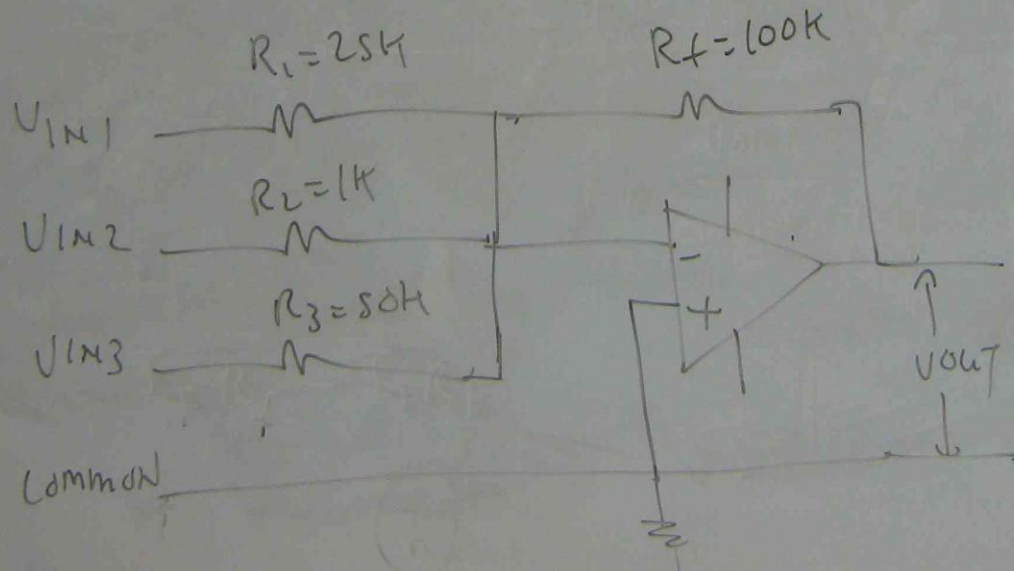 R1=25K
Rf=100K
VIN1
R2=1K
VIN2
-
R3=50K
+
VIN3
VOUT
COMMON